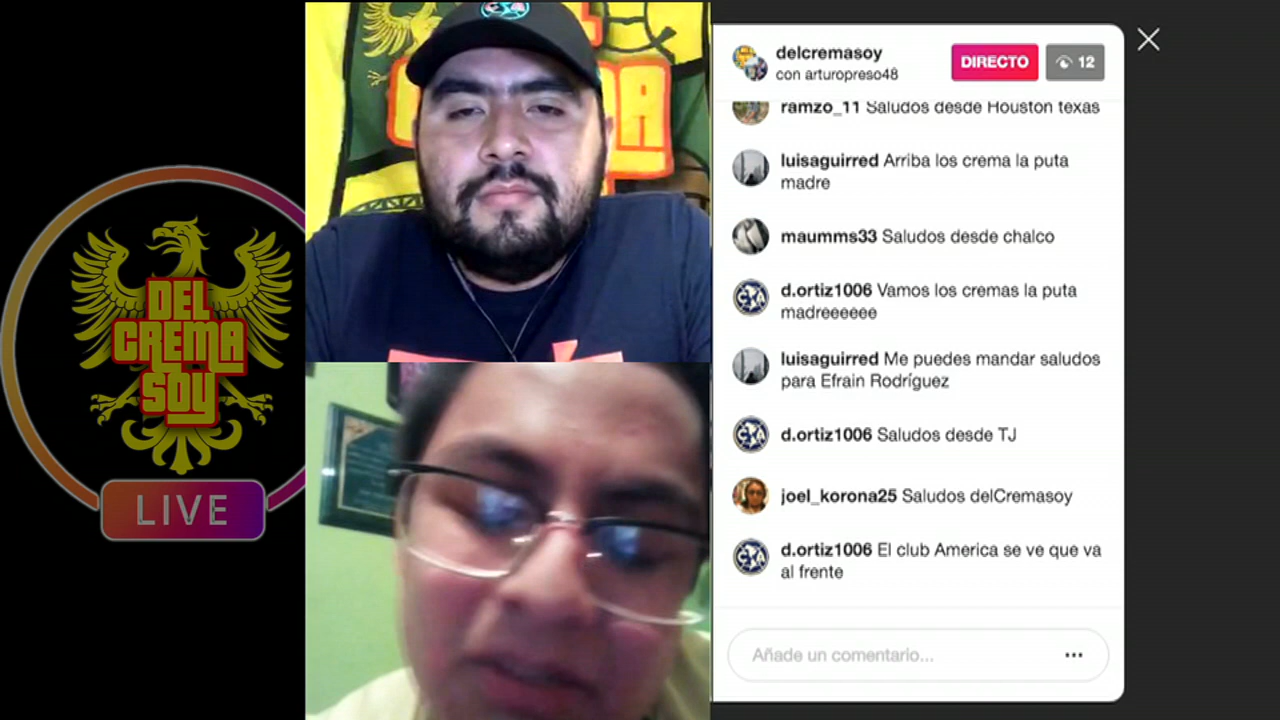 DEL
CREMA
SOY
LIVE
delcremasoy
con arturopreso48
DIRECTO
12
ramzo_11 Saludos desde Houston texas
luisaguirred Arriba los crema la puta
madre
maumms33 Saludos desde chalco
d.ortiz1006 Vamos los cremas la puta
madreeeeee
luisaguirred Me puedes mandar saludos
para Efrain Rodríguez
d.ortiz1006 Saludos desde TJ
joel_korona25 Saludos delCremasoy
d.ortiz1006 El club America se ve que va
al frente
Añade un comentario...